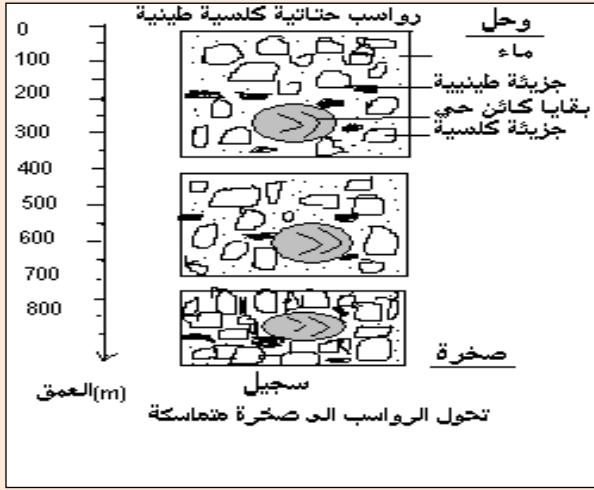 رواسب حتاتية كلسية طينية
وحل
ماء
جزيئة طينيية
بقايا كائن حي
جزيئة كلسية
0
100
200
300
400
500
600
700
800
العمق(m)
صخرة
سجيل
تحول الرواسب الى صخرة متماسكة